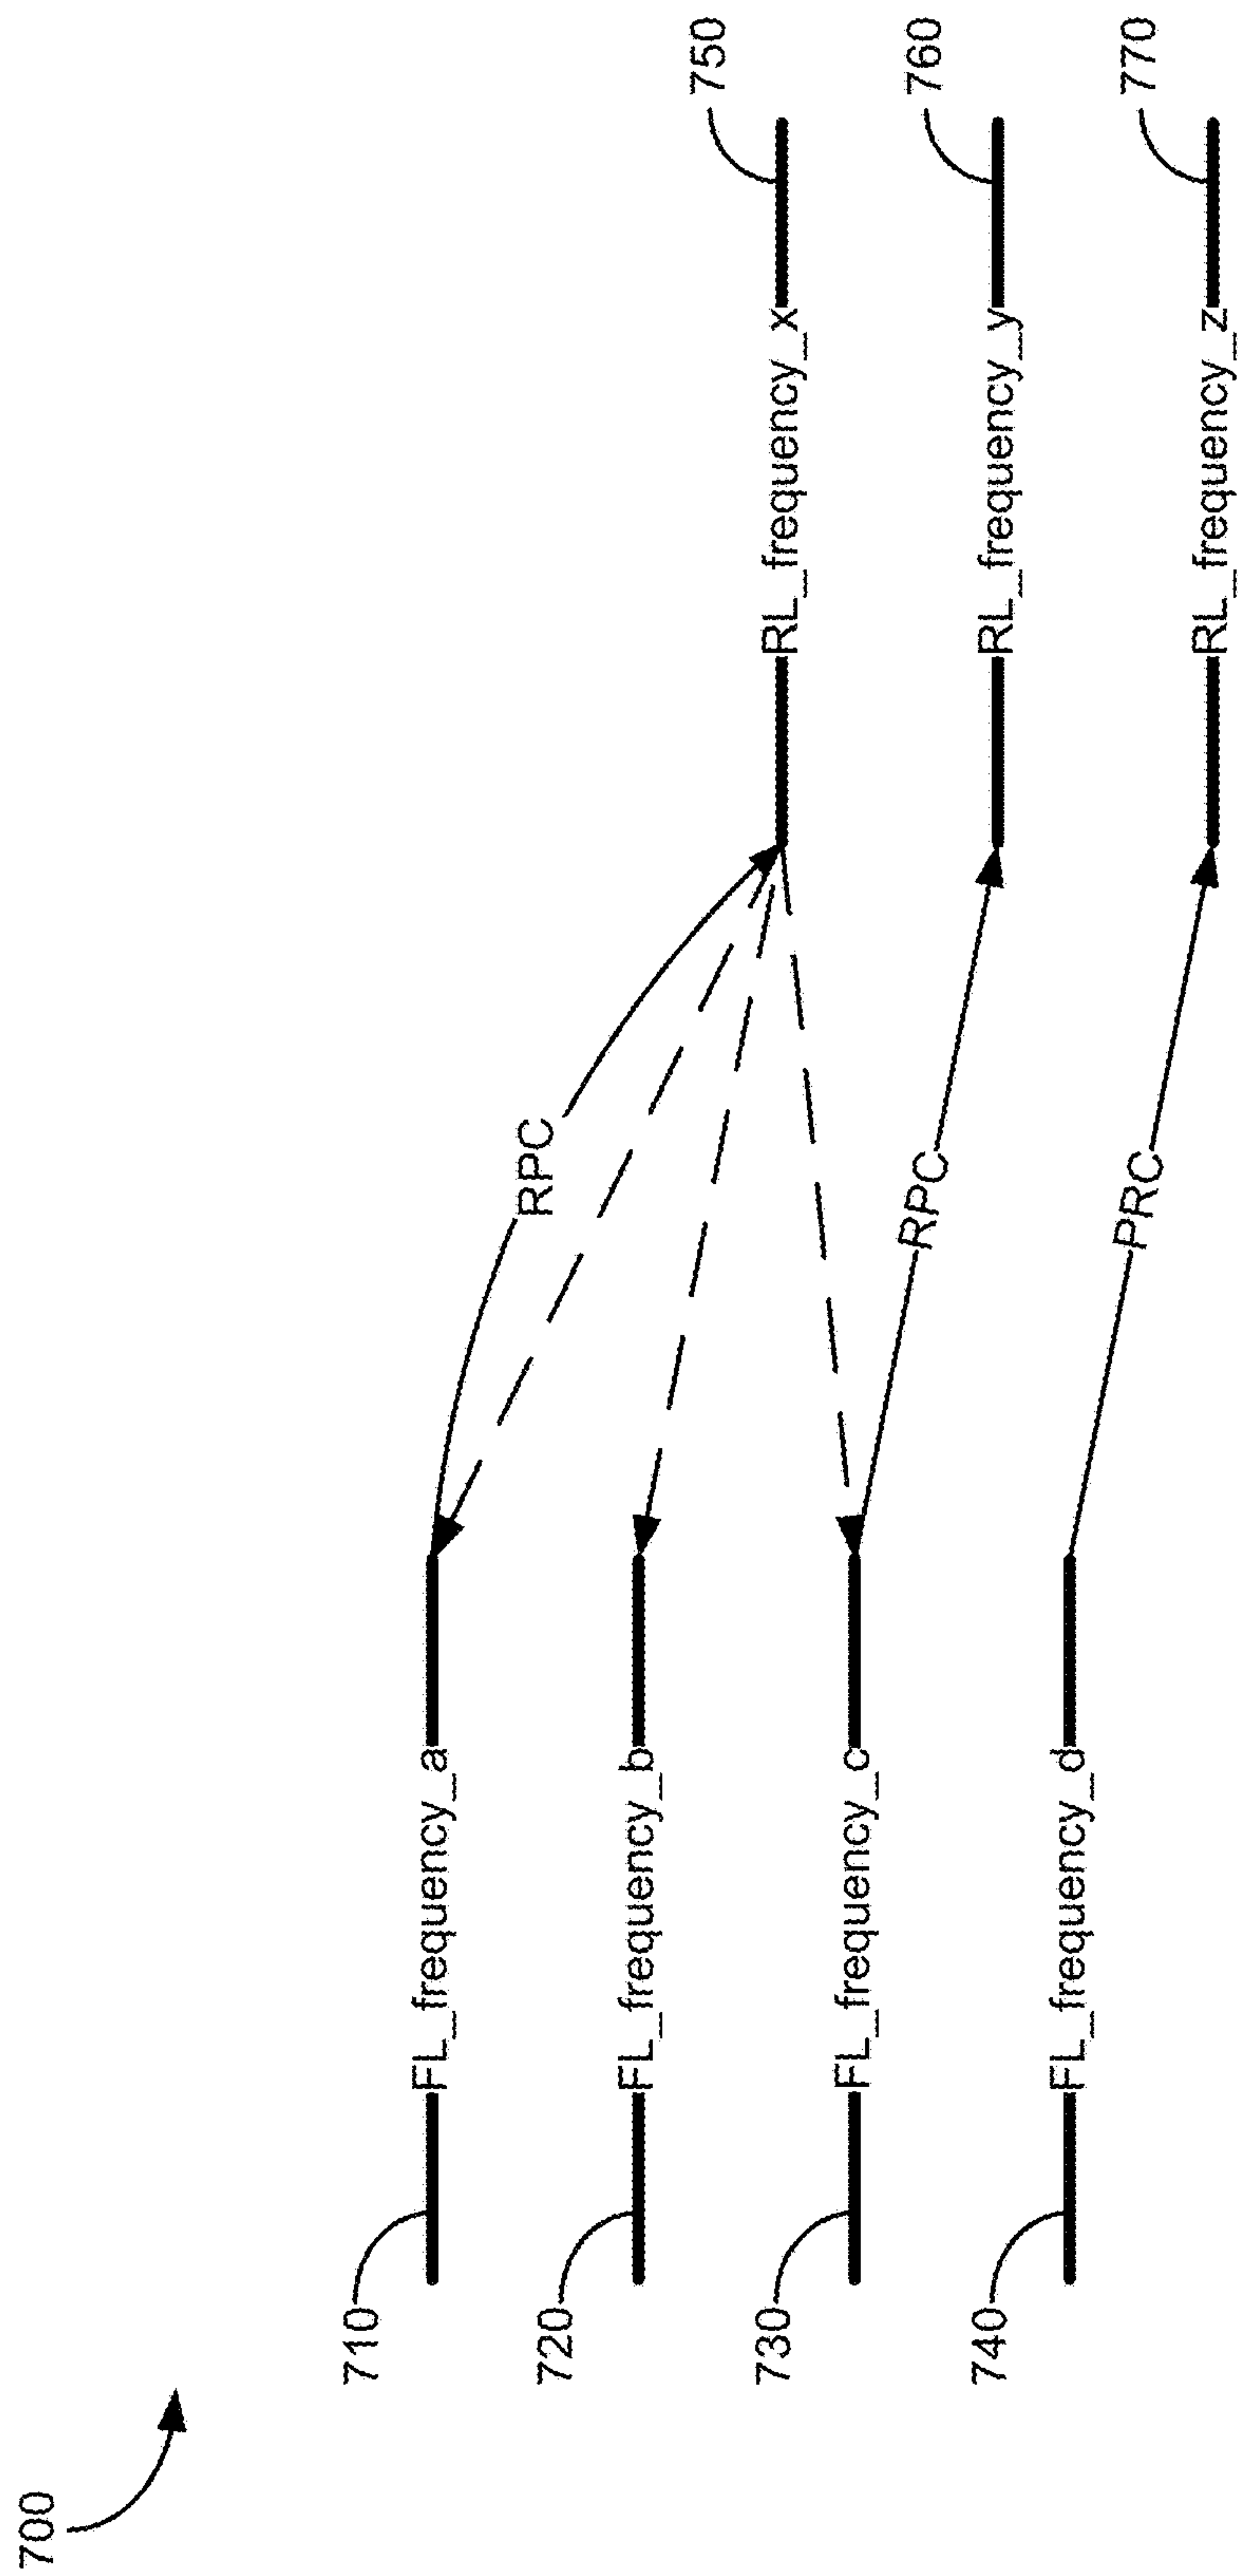 700
710
FL_frequency_a
RPC
RL_frequency_x
750
720
FL_frequency_b
730
FL_frequency_c
RPC
RL_frequency_y
760
740
FL_frequency_d
PRC
RL_frequency_z
770